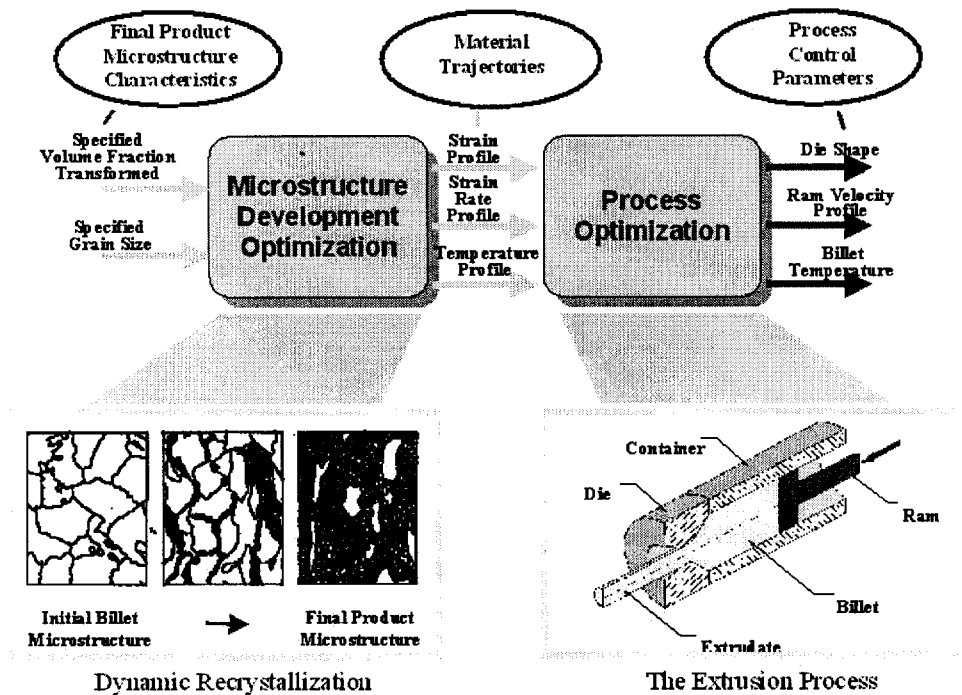 Final Product
Microstructure
Characteristics
Material
Trajectories
Process
Control
Parameters
Specified
Volume Fraction
Transformed
Specified
Grain Size
Microstructure
Development
Optimization
Strain
Profile
Strain
Rate
Profile
Temperature
Profile
Process
Optimization
Die Shape
Ram Velocity
Profile
Billet
Temperature
Initial Billet
Microstructure
Final Product
Microstructure
Dynamic Recrystallization
Container
Die
Ram
Billet
Extrudate
The Extrusion Process